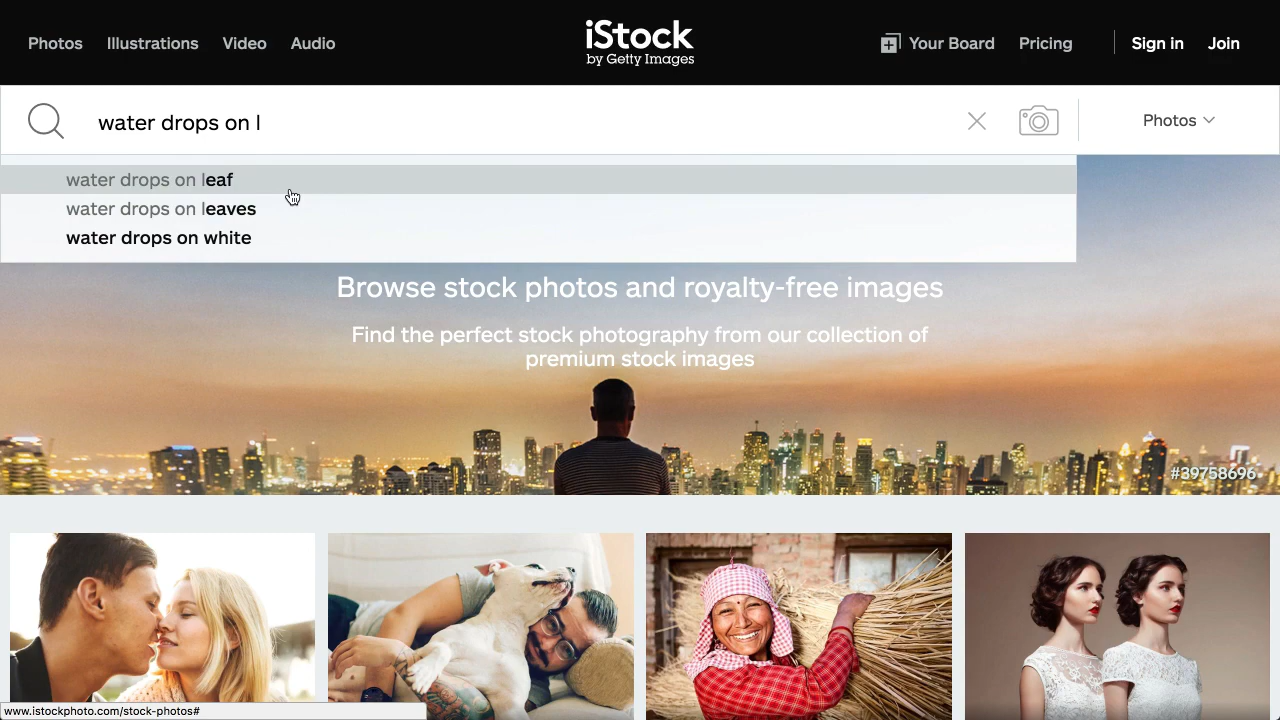 Photos Illustrations Video Audio
iStock
by Getty Images
Your Board Pricing Sign in Join
water drops on l
Photos
water drops on leaf
water drops on leaves
water drops on white
Browse stock photos and royalty-free images
Find the perfect stock photography from our collection of
premium stock images
#39758696
www.istockphoto.com/stock-photos#